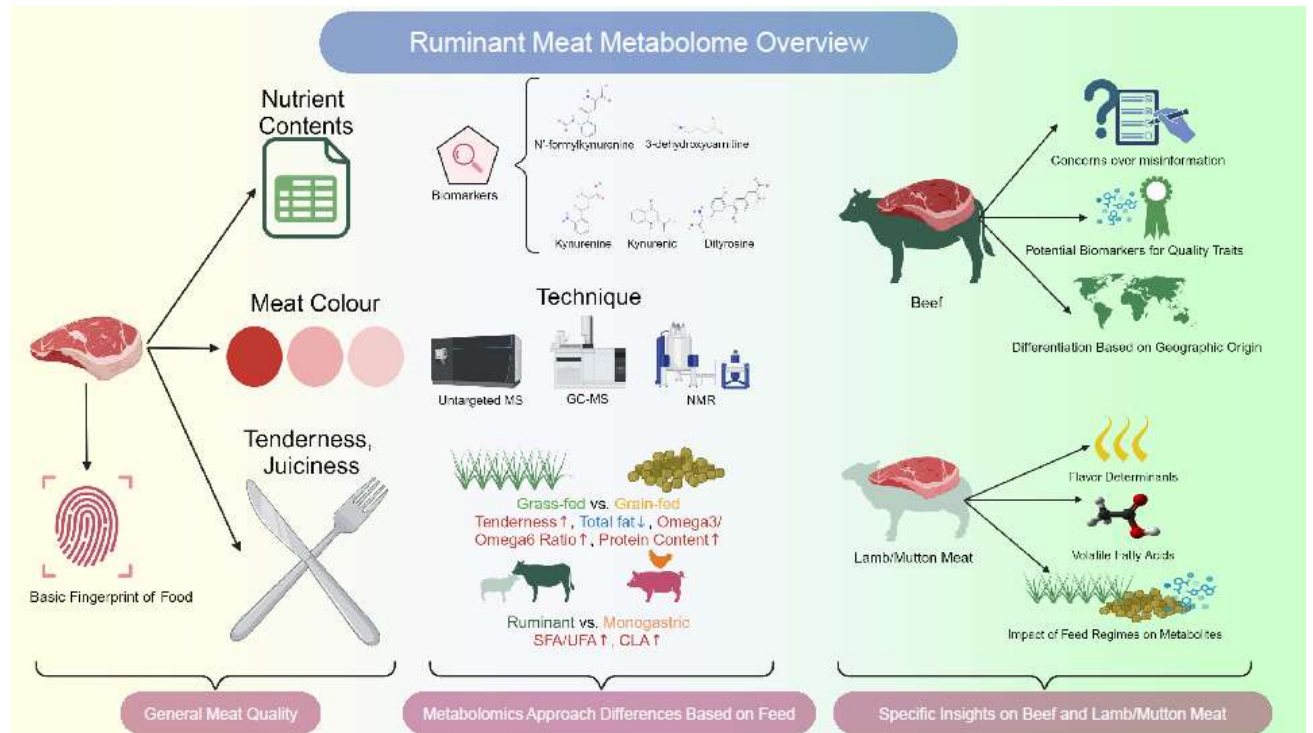 Ruminant Meat Metabolome Overview
Nutrient
Contents
Meat Colour
Tenderness,
Juiciness
Basic Fingerprint of Food
General Meat Quality
Biomarkers
N'-formylkynuronine
3-dehydroxycarnitine
Kynurenine
Kynurenic
Dityrosine
Technique
Untargeted MS
GC-MS
NMR
Grass-fed vs. Grain-fed
Tenderness↑, Total fat↓, Omega3/
Omega6 Ratio↑, Protein Content↑
Ruminant vs. Monogastric
SFA/UFA↑, CLA↑
Metabolomics Approach Differences Based on Feed
Concerns over misinformation
Potential Biomarkers for Quality Traits
Beef
Differentiation Based on Geographic Origin
Flavor Determinants
Lamb/Mutton Meat
Volatile Fatty Acids
Impact of Feed Regimes on Metabolites
Specific Insights on Beef and Lamb/Mutton Meat